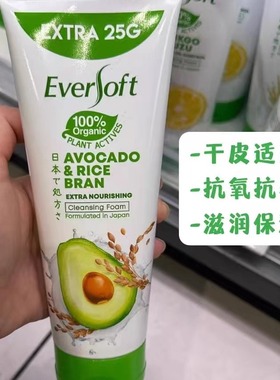 EXTRA 25G
EverSoft
100%
Organic
PLANT ACTIVES
日本で処方
AVOCADO
& RICE
BRAN
EXTRA NOURISHING
Cleansing Foam
Formulated in Japan
-干皮适
-抗氧抗
-滋润保